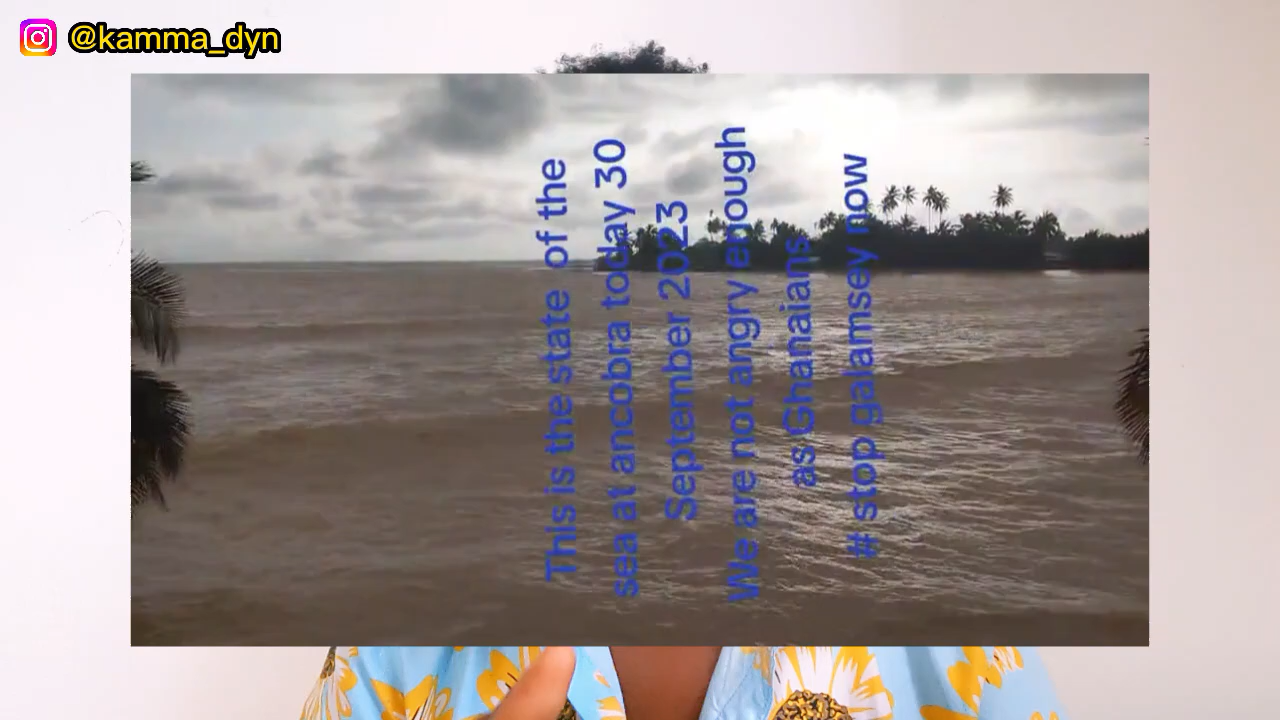 @kamma_dyn
This is the state of the
sea at ancobra today 30
September 2023
We are not angry enough
as Ghanaians
# stop galamsey now